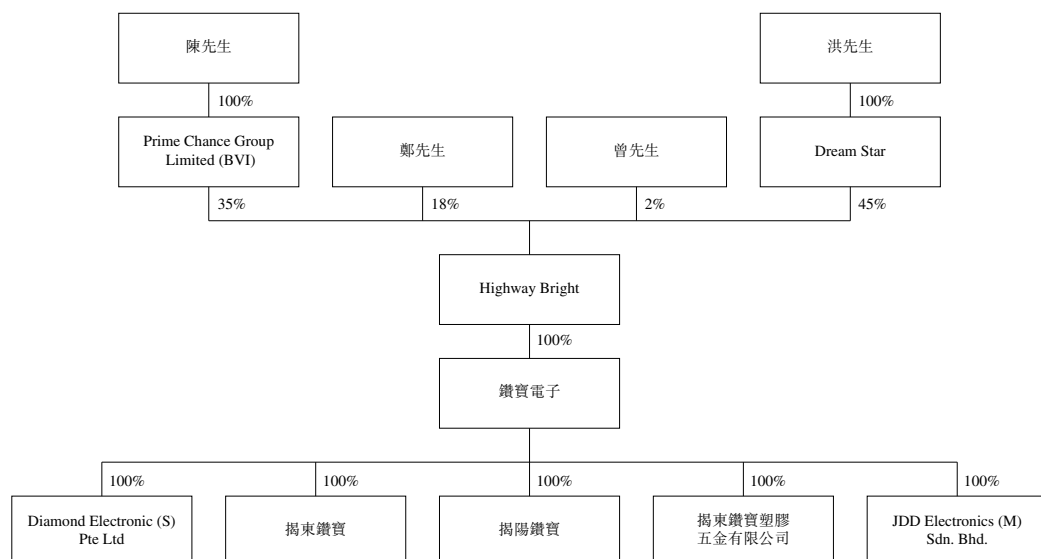 陳先生
洪先生
100%
100%
Prime Chance Group
Limited (BVI)
鄭先生
曾先生
Dream Star
35%
18%
2%
45%
Highway Bright
100%
鑽寶電子
100%
100%
100%
100%
100%
Diamond Electronic (S)
Pte Ltd
揭東鑽寶
揭陽鑽寶
揭東鑽寶塑膠
五金有限公司
JDD Electronics (M)
Sdn. Bhd.